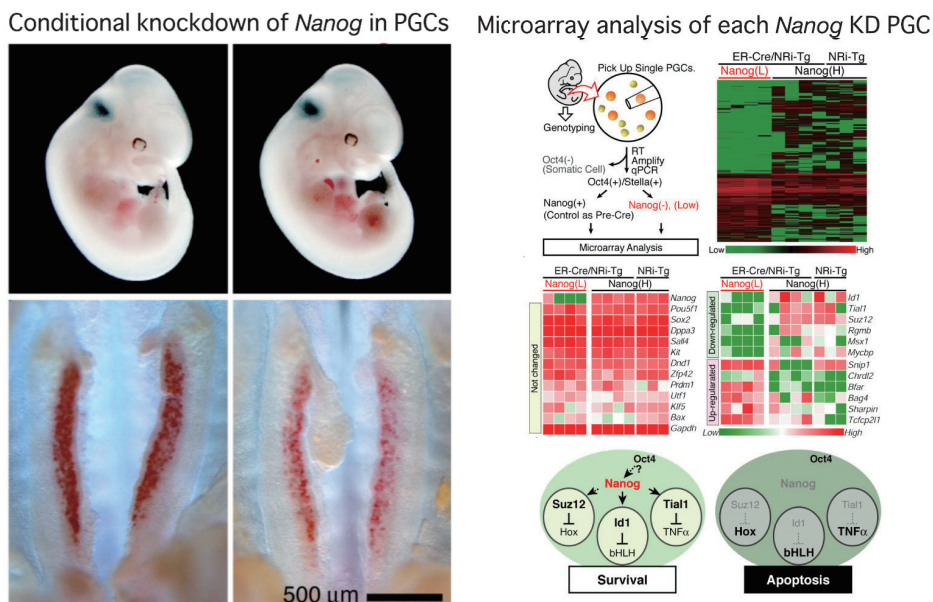 Conditional knockdown of Nanog in PGCs
500 µm
Microarray analysis of each Nanog KD PGC
Pick Up Single PGCs.
Genotyping
RT
Amplify
qPCR
Oct4(-)
(Somatic Cell)
Oct4(+)/Stella(+)
Nanog(+)
(Control as Pre-Cre)
Nanog(-), (Low)
Microarray Analysis
ER-Cre/NRi-Tg NRi-Tg
Nanog(L) Nanog(H)
Low High
ER-Cre/NRi-Tg NRi-Tg
Nanog(L) Nanog(H)
Not changed
Nanog
Pou5f1
Sox2
Dppa3
Sall4
Kit
Dnd1
Zfp42
Prdm1
Utf1
Klf5
Bax
Gapdh
ER-Cre/NRi-Tg NRi-Tg
Nanog(L) Nanog(H)
Down-regulated
Id1
Tial1
Suz12
Rgmb
Msx1
Mycbp
Up-regularated
Snip1
Chrdl2
Bfar
Bag4
Sharpin
Tcfcp2l1
Low High
Oct4
?
Nanog
Suz12
Hox
Id1
bHLH
Tial1
TNFα
Survival
Oct4
Nanog
Suz12
Hox
Id1
bHLH
Tial1
TNFα
Apoptosis